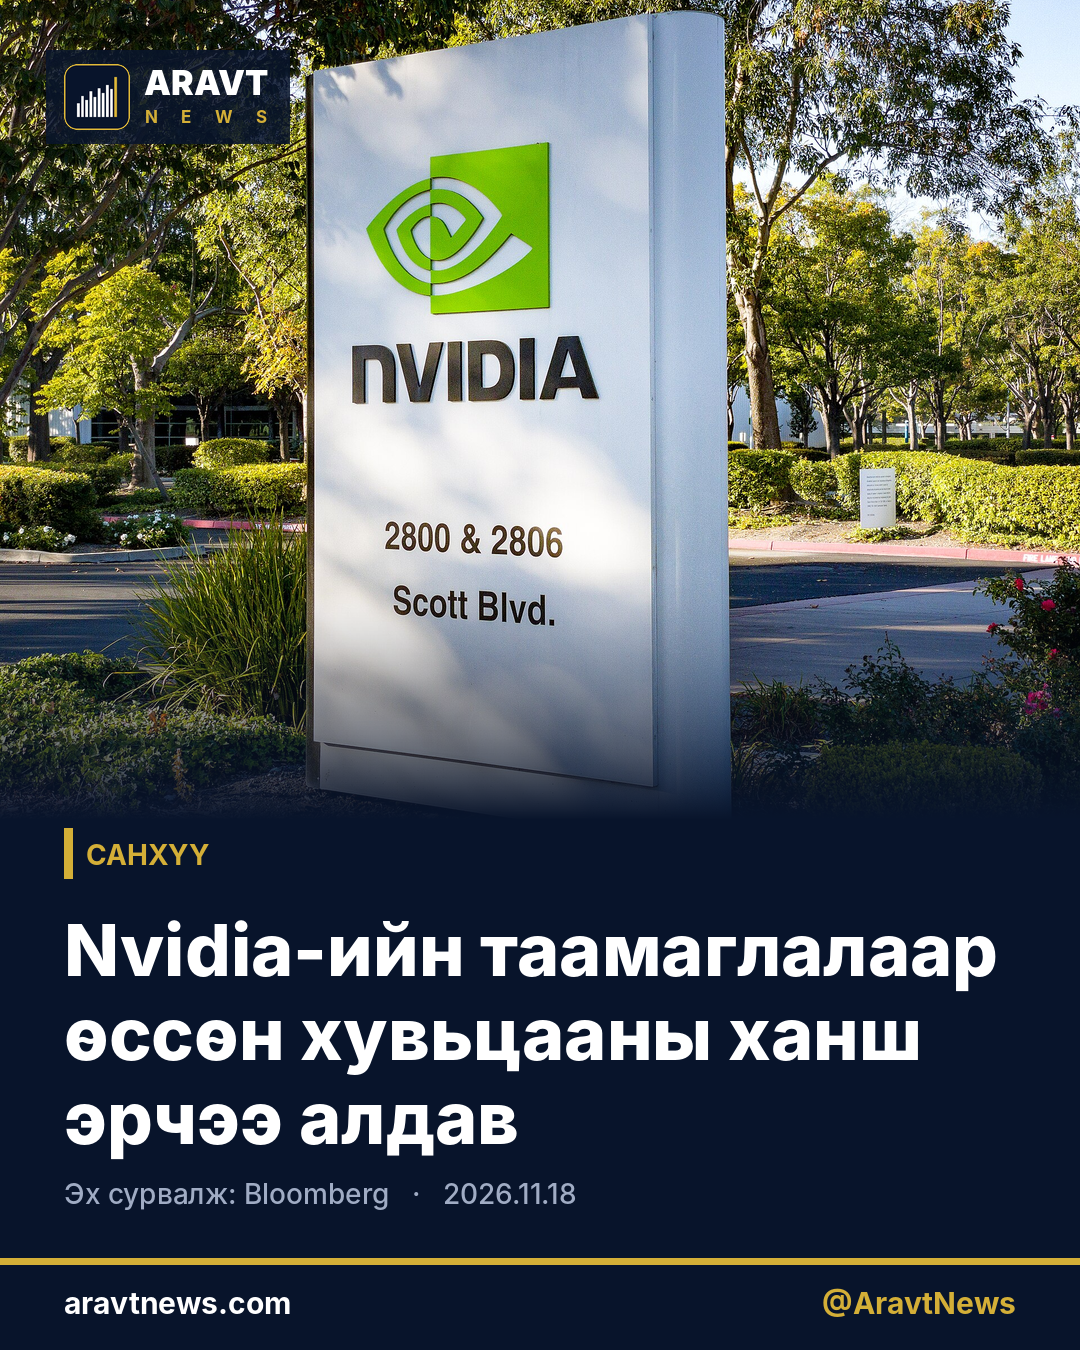 ARAVT
NEWS
NVIDIA
2800 & 2806
Scott Blvd.
САНХҮҮ
Nvidia-ийн таамаглалаар
өссөн хувьцааны ханш
эрчээ алдав
Эх сурвалж: Bloomberg · 2026.11.18
aravtnews.com
@AravtNews